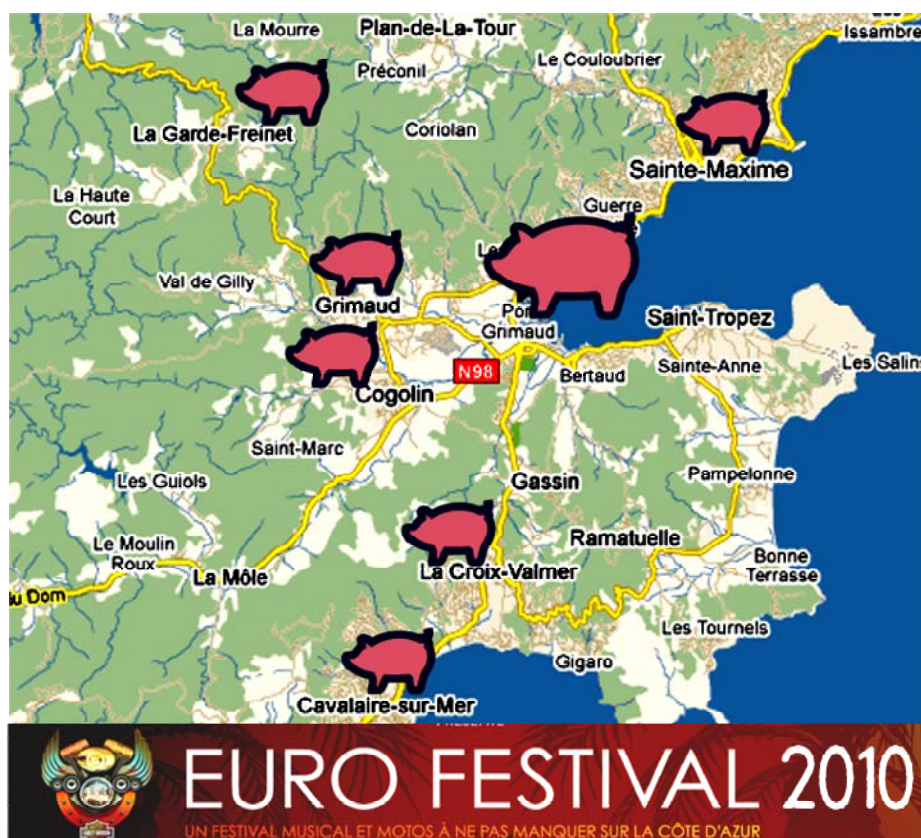 La Mourre
Plan-de-La-Tour
Issambre
Le Couloubrier
Préconil
Coriolan
La Garde-Freinet
Sainte-Maxime
La Haute
Court
Guerre
Val de Gilly
Grimaud
Port
Grimaud
Saint-Tropez
N98
Bertaud
Sainte-Anne
Les Salins
Cogolin
Saint-Marc
Les Guiols
Gassin
Pampelonne
Le Moulin
Roux
Ramatuelle
La Môle
La Croix-Valmer
Bonne
Terrasse
du Dom
Les Tournels
Gigaro
Cavalaire-sur-Mer
EURO FESTIVAL 2010
UN FESTIVAL MUSICAL ET MOTOS À NE PAS MANQUER SUR LA CÔTE D'AZUR